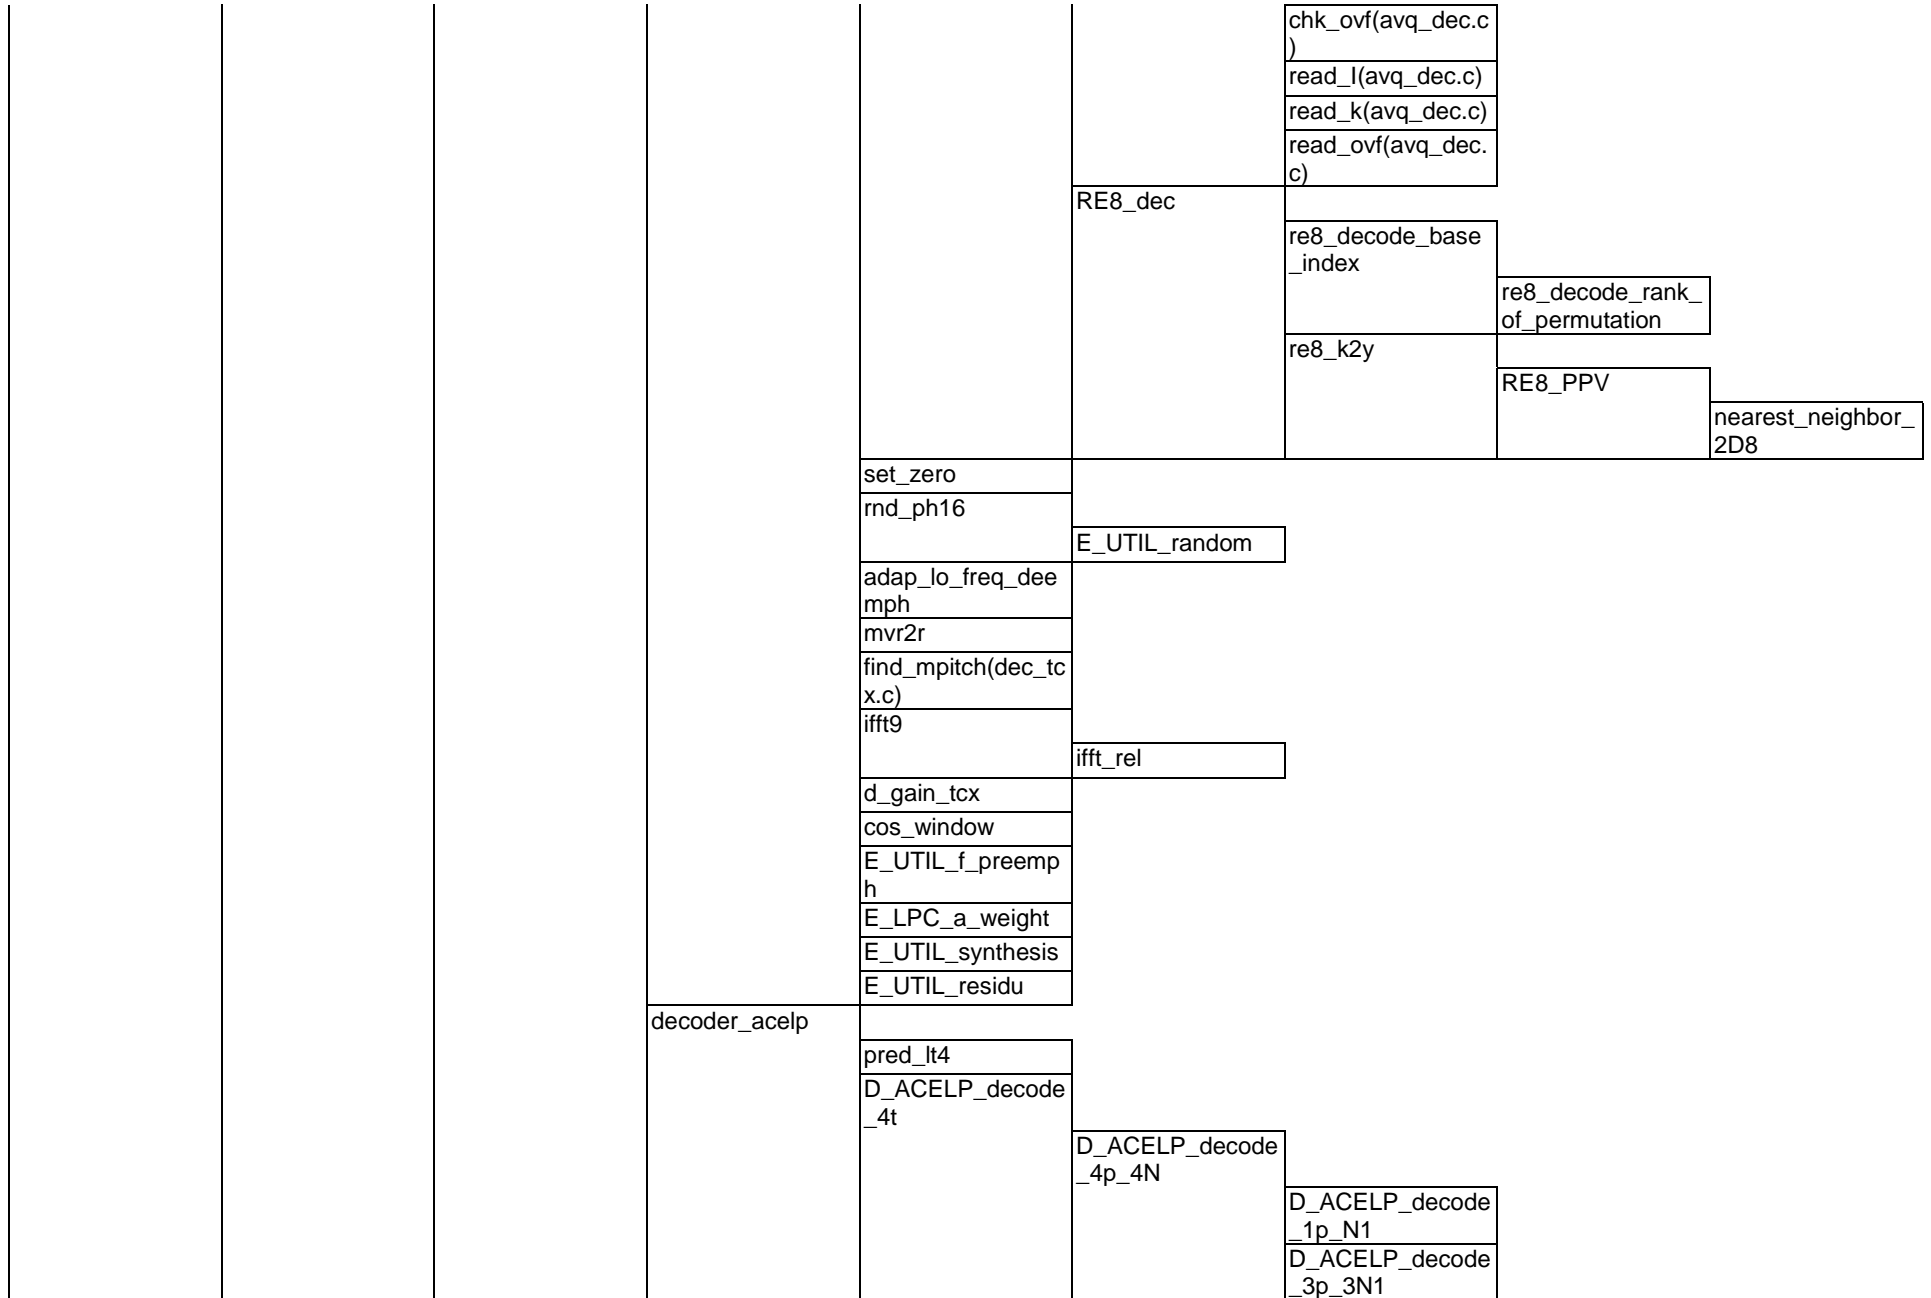 chk_ovf(avq_dec.c
)
read_l(avq_dec.c)
read_k(avq_dec.c)
read_ovf(avq_dec.
c)
RE8_dec
re8_decode_base
_index
re8_decode_rank_
of_permutation
re8_k2y
RE8_PPV
nearest_neighbor_
2D8
set_zero
rnd_ph16
E_UTIL_random
adap_lo_freq_dee
mph
mvr2r
find_mpitch(dec_tc
x.c)
ifft9
ifft_rel
d_gain_tcx
cos_window
E_UTIL_f_preemp
h
E_LPC_a_weight
E_UTIL_synthesis
E_UTIL_residu
decoder_acelp
pred_lt4
D_ACELP_decode
_4t
D_ACELP_decode
_4p_4N
D_ACELP_decode
_1p_N1
D_ACELP_decode
_3p_3N1